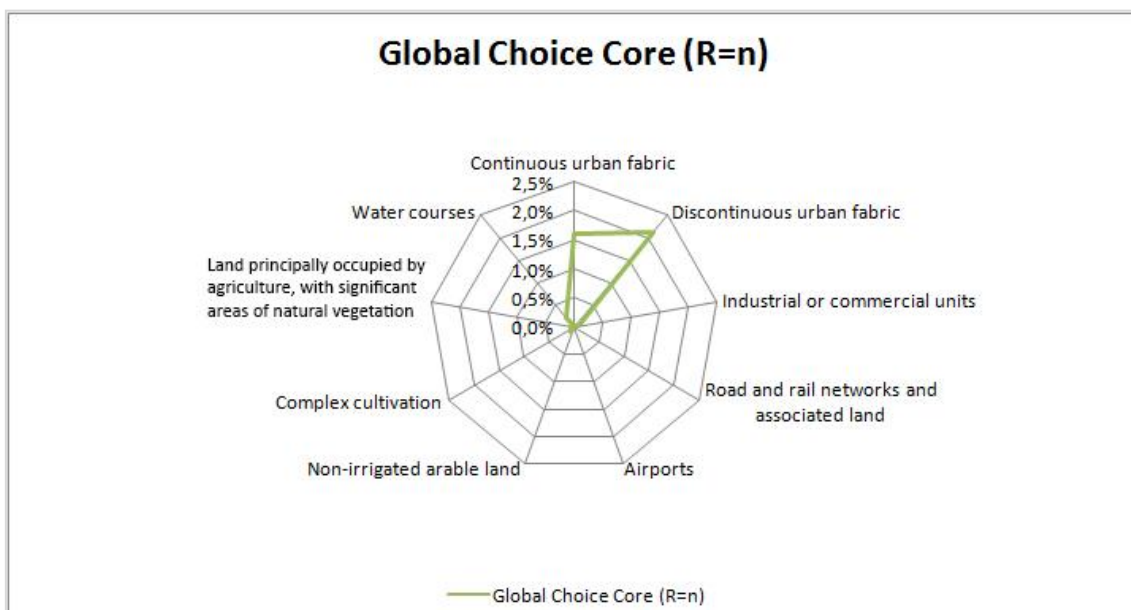 Global Choice Core (R=n)
Continuous urban fabric
2,5%
2,0%
1,5%
1,0%
0,5%
0,0%
Discontinuous urban fabric
Industrial or commercial units
Road and rail networks and
associated land
Airports
Non-irrigated arable land
Complex cultivation
Land principally occupied by
agriculture, with significant
areas of natural vegetation
Water courses
Global Choice Core (R=n)